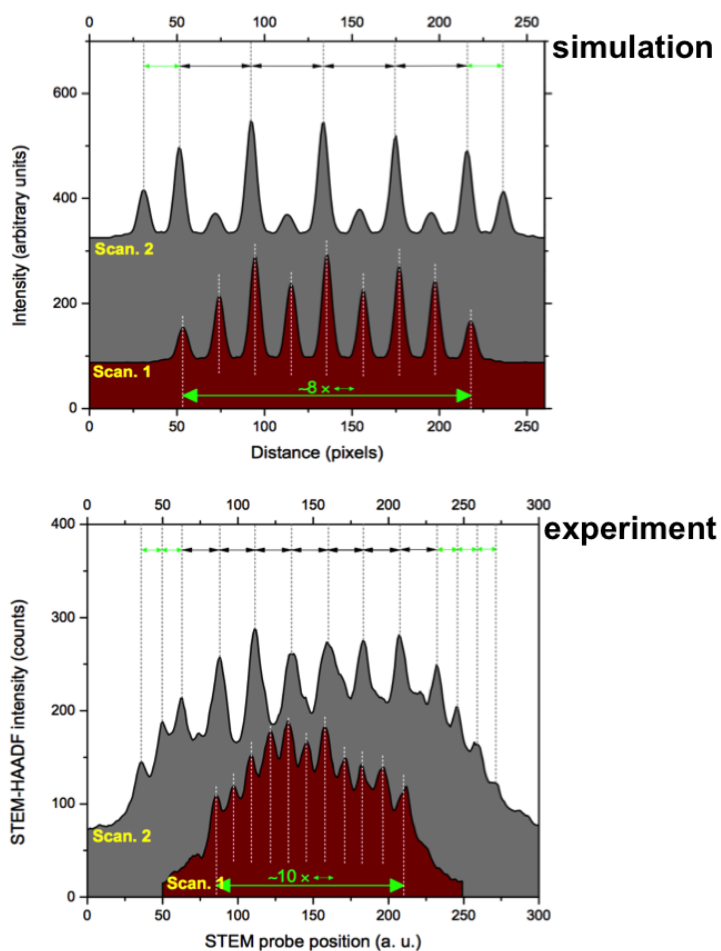 0 50 100 150 200 250
simulation
600
400
200
0
Intensity (arbitrary units)
Scan. 2
Scan. 1
~8 ×
0 50 100 150 200 250
Distance (pixels)
0 50 100 150 200 250 300
experiment
400
300
200
100
0
STEM-HAADF intensity (counts)
Scan. 2
Scan. 1
~10 ×
0 50 100 150 200 250 300
STEM probe position (a. u.)